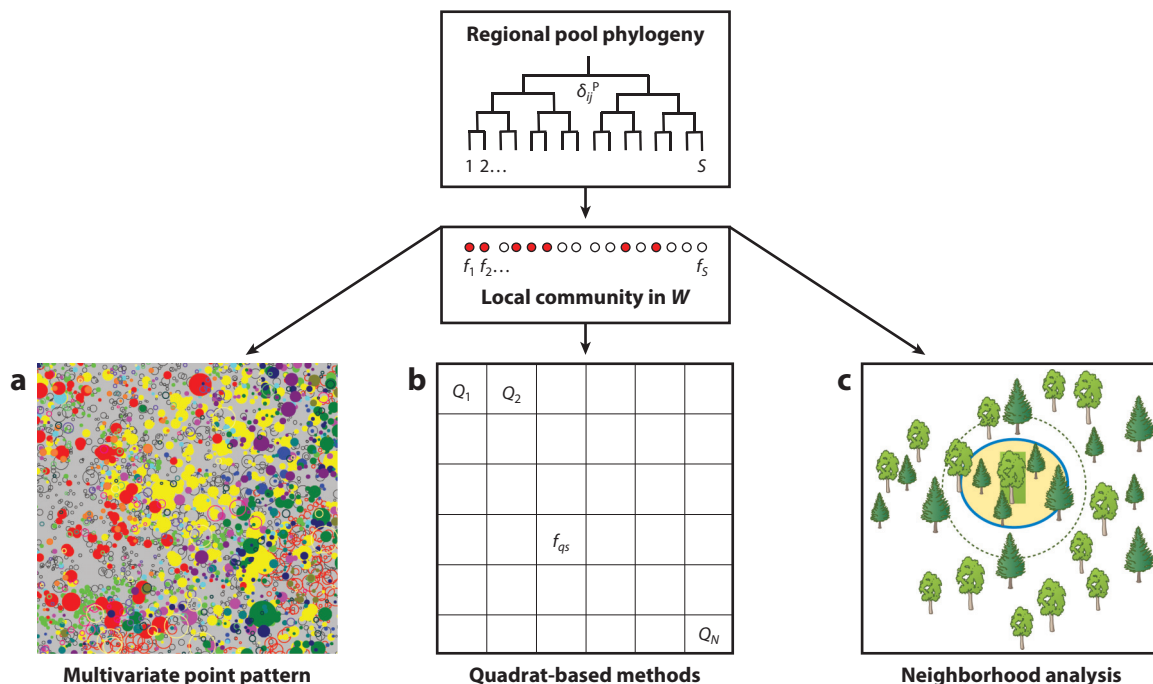 Regional pool phylogeny
δij^P
1 2... S
f1 f2... fS
Local community in W
a
b
c
Q1 Q2
fqs
QN
Multivariate point pattern
Quadrat-based methods
Neighborhood analysis